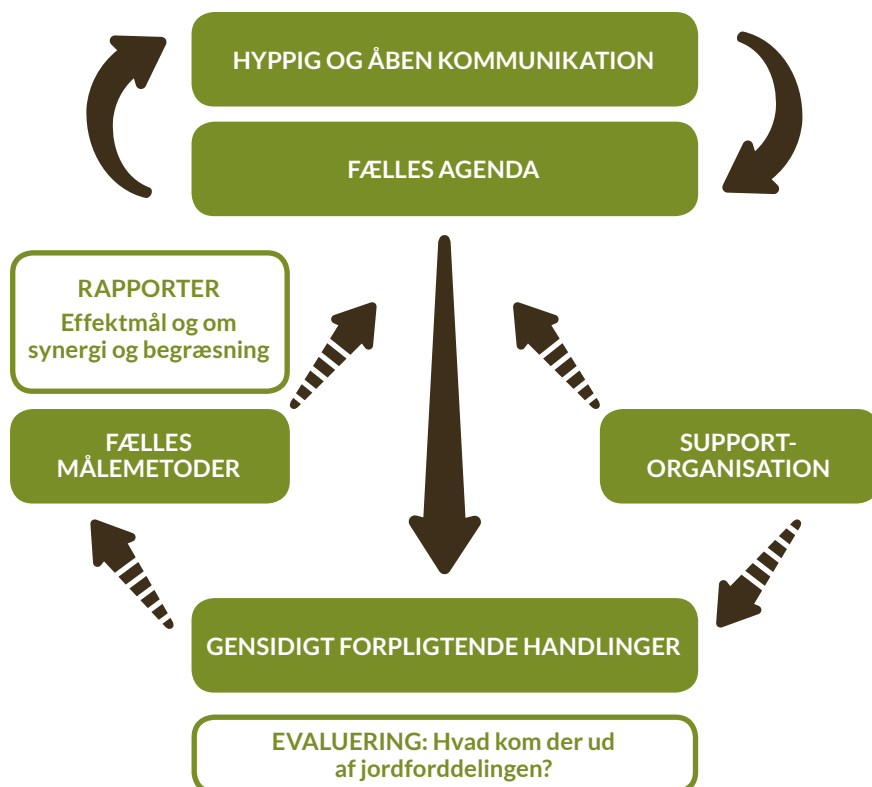 HYPPIG OG ÅBEN KOMMUNIKATION
FÆLLES AGENDA
RAPPORTER
Effektmål og om
synergi og begræsning
FÆLLES
MÅLEMETODER
SUPPORT-
ORGANISATION
GENSIDIGT FORPLIGTENDE HANDLINGER
EVALUERING: Hvad kom der ud
af jordforddelingen?